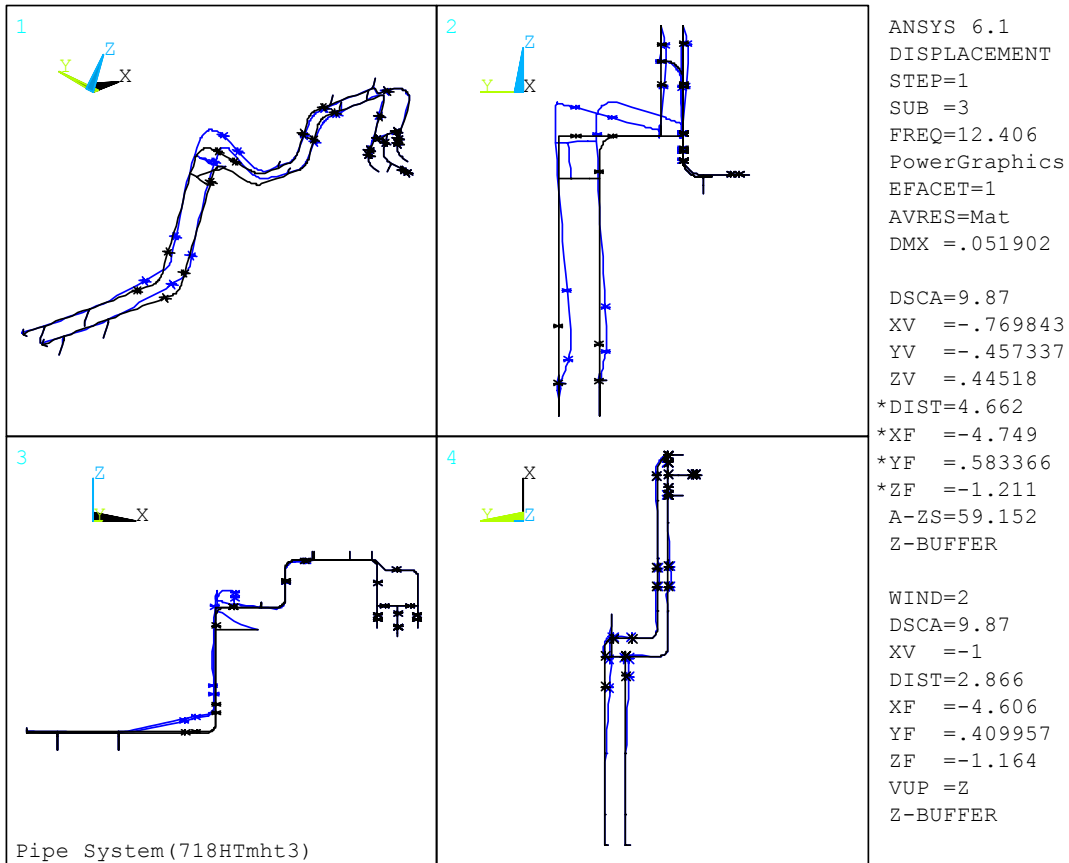 1
Z
Y
X
2
Z
Y
X
3
Z
Y
X
4
X
Y
Z
Pipe System(718HTmht3)
ANSYS 6.1
DISPLACEMENT
STEP=1
SUB =3
FREQ=12.406
PowerGraphics
EFACET=1
AVRES=Mat
DMX =.051902
DSCA=9.87
XV =-.769843
YV =-.457337
ZV =.44518
*DIST=4.662
*XF =-4.749
*YF =.583366
*ZF =-1.211
A-ZS=59.152
Z-BUFFER
WIND=2
DSCA=9.87
XV =-1
DIST=2.866
XF =-4.606
YF =.409957
ZF =-1.164
VUP =Z
Z-BUFFER